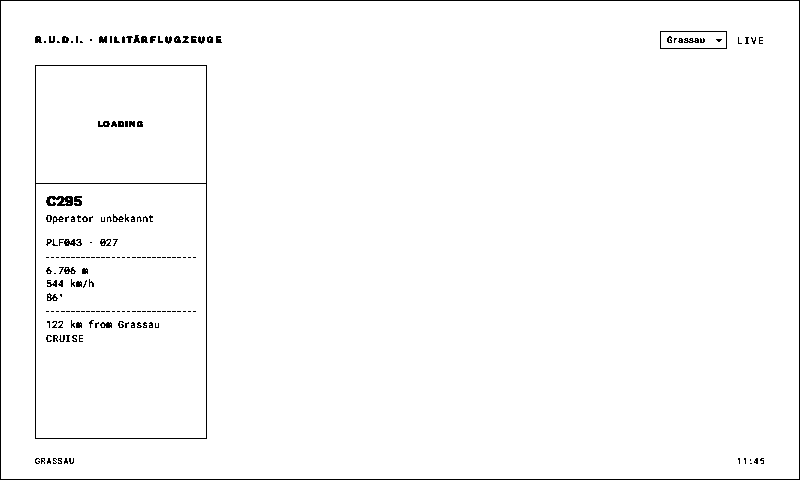 R.U.D.I. · MILITÄRFLUGZEUGE
Grassau
LIVE
LOADING
C295
Operator unbekannt
PLF043 · 027
6.706 m
544 km/h
86°
122 km from Grassau
CRUISE
GRASSAU
11:45